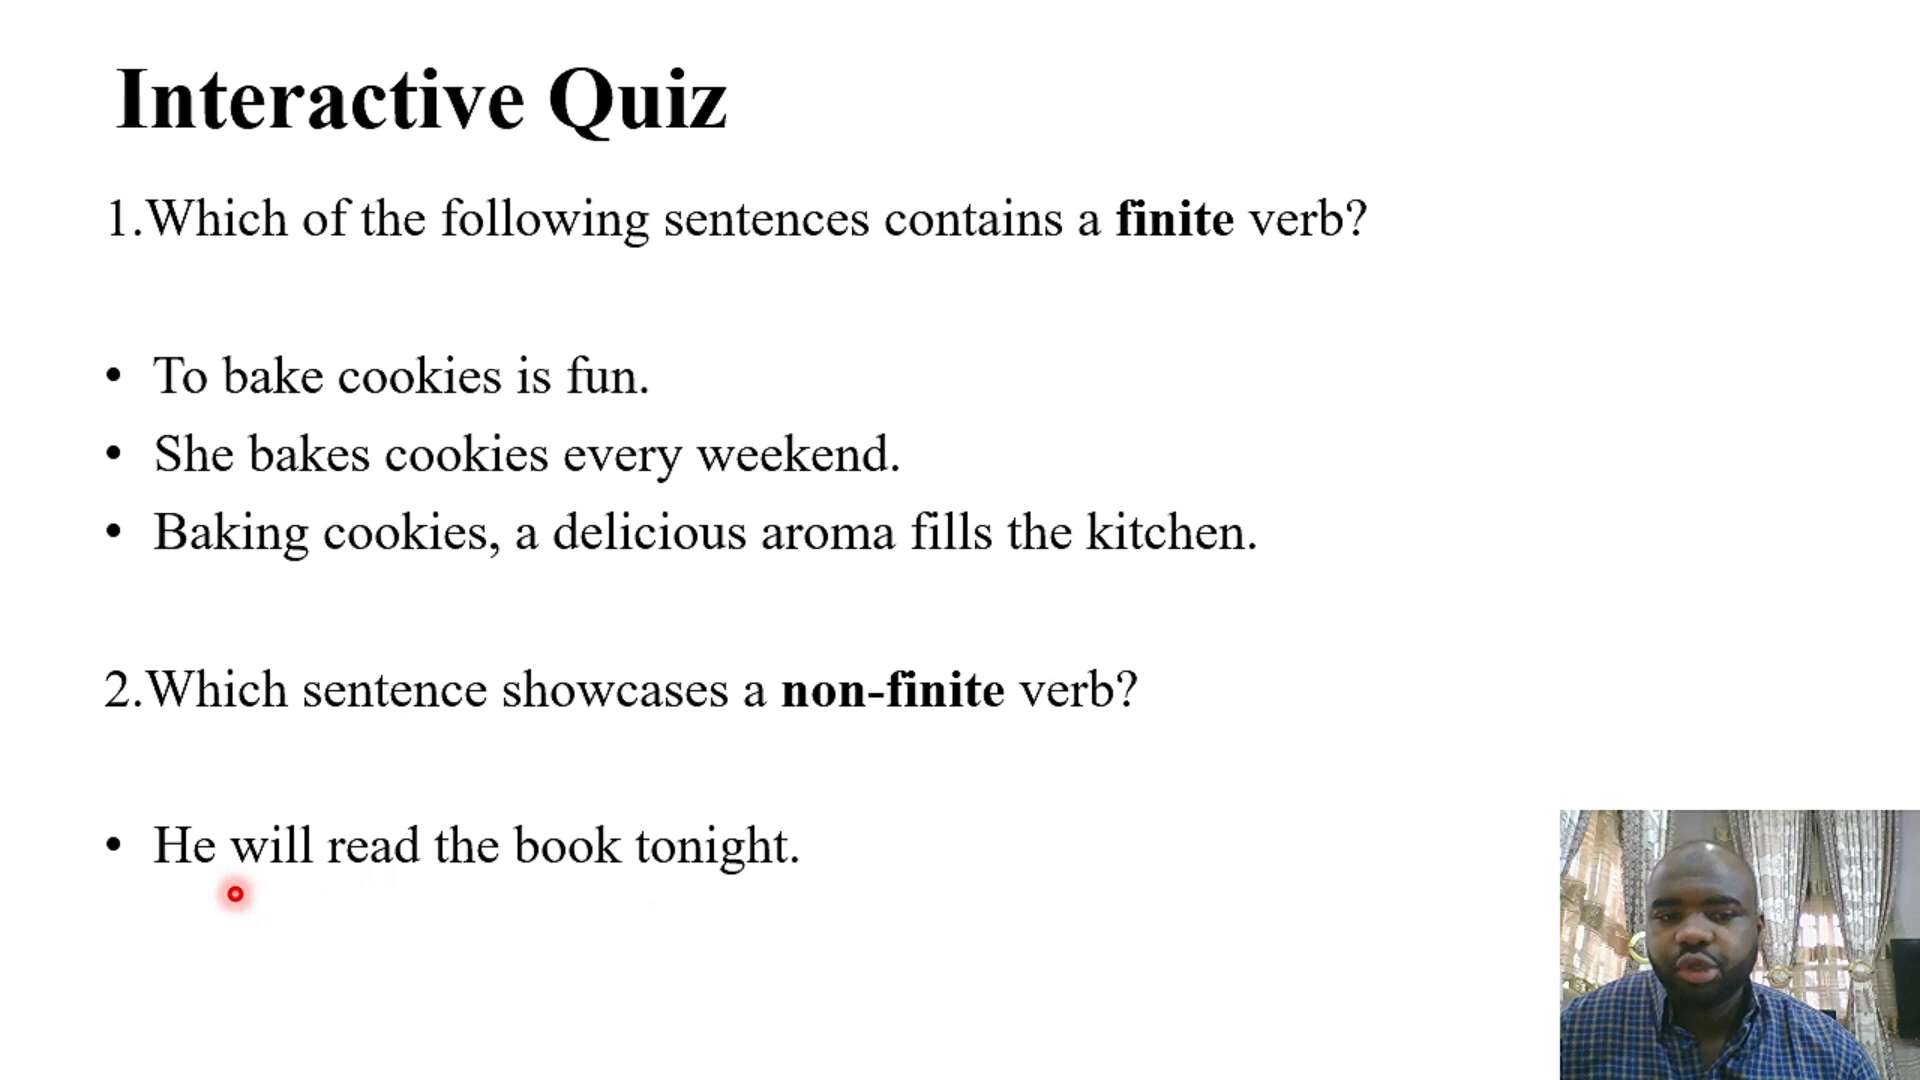 Interactive Quiz
1.Which of the following sentences contains a finite verb?
• To bake cookies is fun.
• She bakes cookies every weekend.
• Baking cookies, a delicious aroma fills the kitchen.
2.Which sentence showcases a non-finite verb?
• He will read the book tonight.